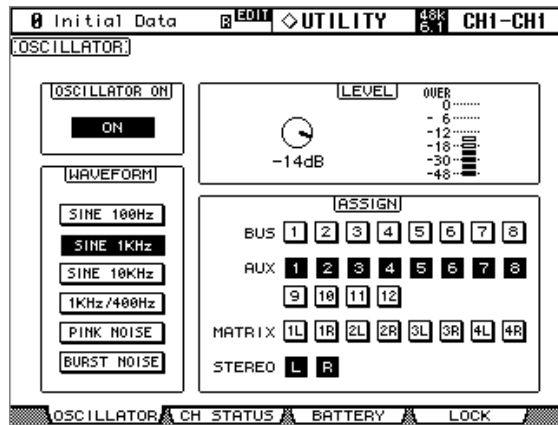 0 Initial Data R EDIT ◇UTILITY 48k 6.1 CH1-CH1
OSCILLATOR
OSCILLATOR ON
ON
WAVEFORM
SINE 100Hz
SINE 1KHz
SINE 10KHz
1KHz/400Hz
PINK NOISE
BURST NOISE
LEVEL
-14dB
OVER
0
- 6
-12
-18
-30
-48
ASSIGN
BUS 1 2 3 4 5 6 7 8
AUX 1 2 3 4 5 6 7 8
9 10 11 12
MATRIX 1L 1R 2L 2R 3L 3R 4L 4R
STEREO L R
OSCILLATOR CH STATUS BATTERY LOCK